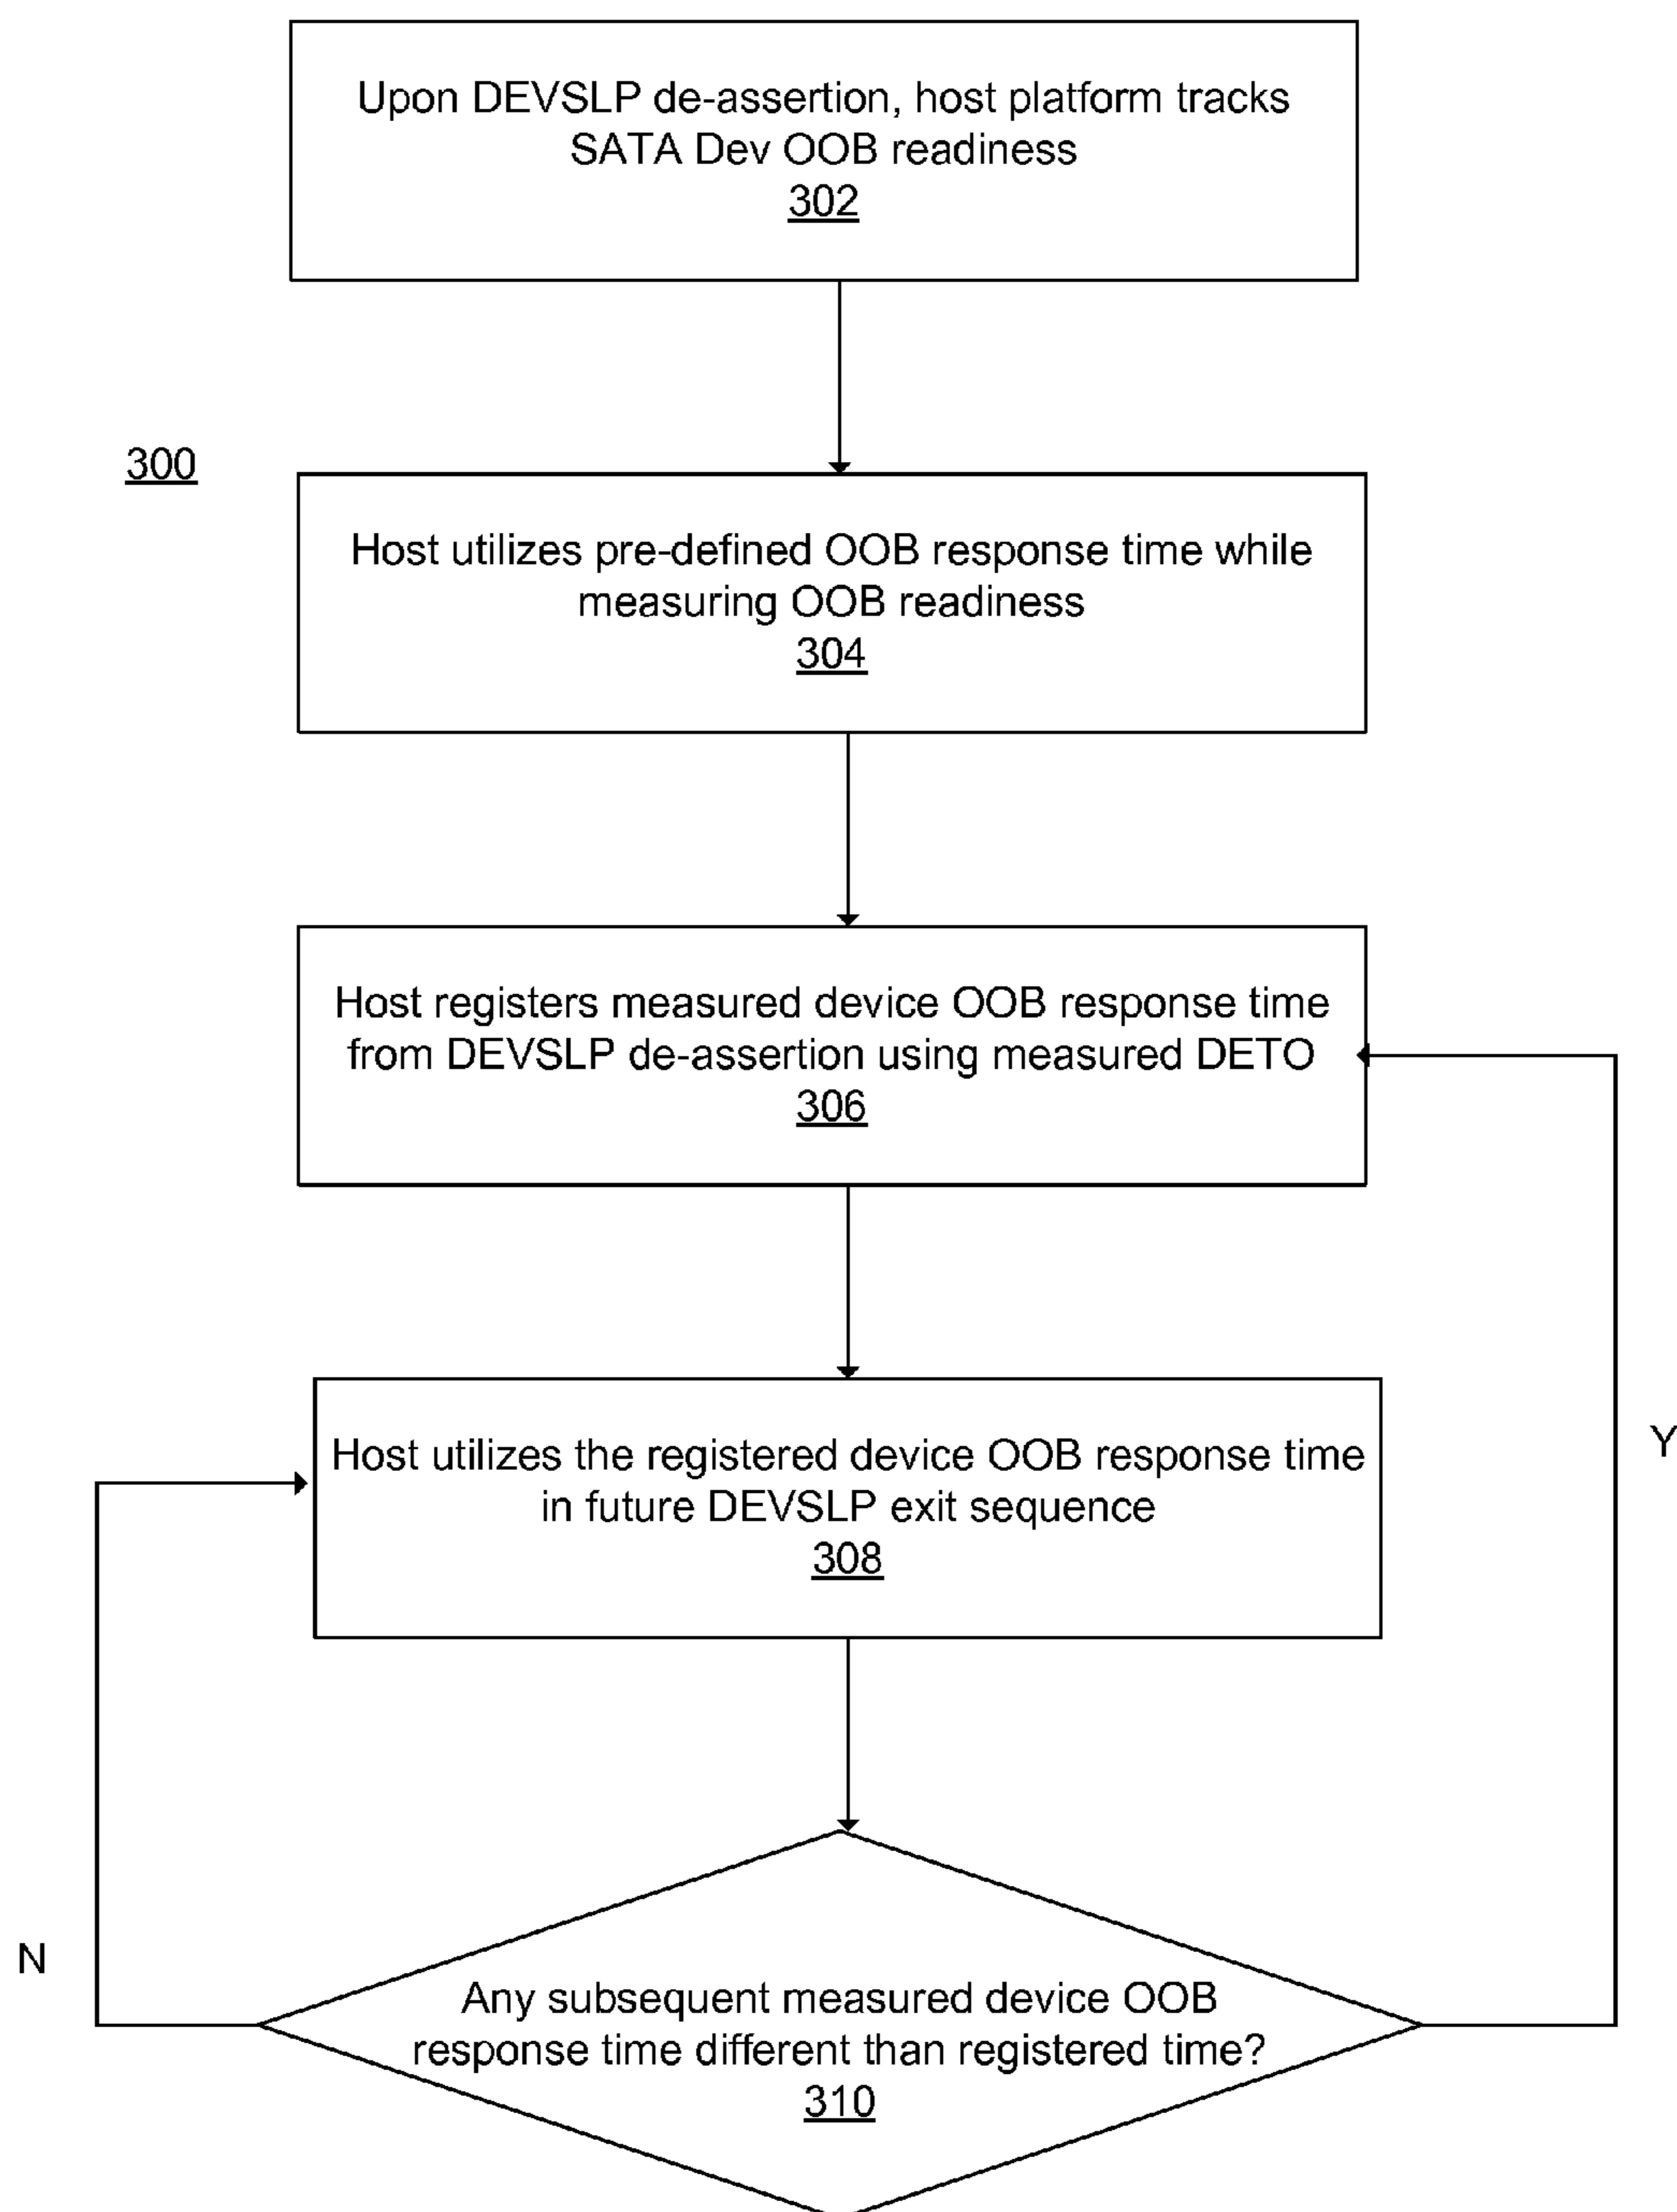 Upon DEVSLP de-assertion, host platform tracks
SATA Dev OOB readiness
302
300
Host utilizes pre-defined OOB response time while
measuring OOB readiness
304
Host registers measured device OOB response time
from DEVSLP de-assertion using measured DETO
306
Host utilizes the registered device OOB response time
in future DEVSLP exit sequence
308
Y
N
Any subsequent measured device OOB
response time different than registered time?
310